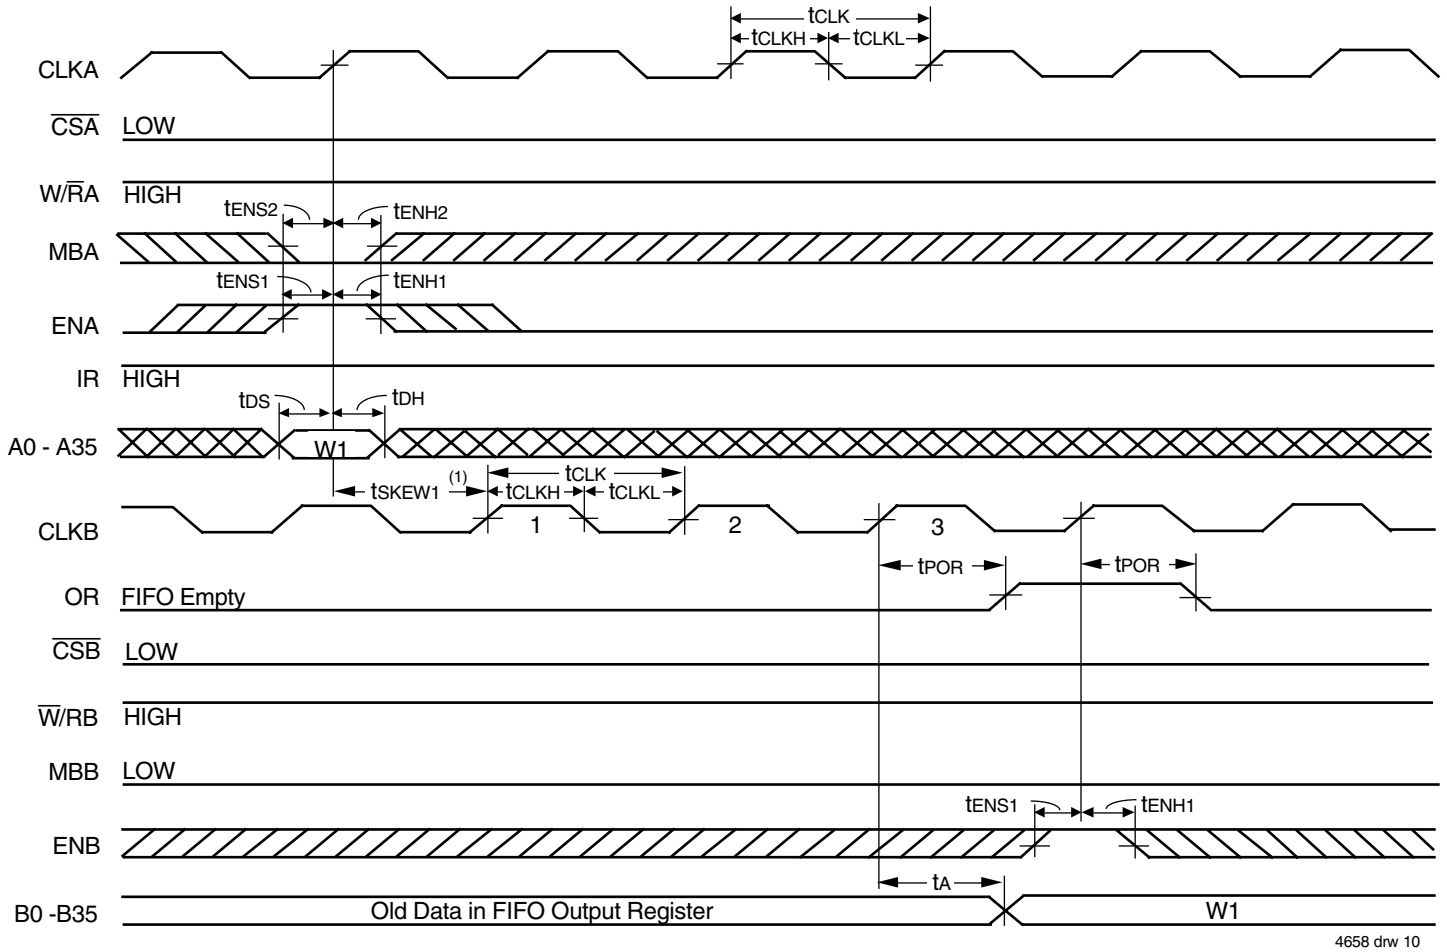 tCLK
tCLKH tCLKL
CLKA
CSA LOW
W/RA HIGH
tENS2 tENH2
MBA
tENS1 tENH1
ENA
IR HIGH
tDS tDH
A0 - A35 W1
tSKEW1 (1) tCLK
tCLKH tCLKL
CLKB 1 2 3
tPOR tPOR
OR FIFO Empty
CSB LOW
W/RB HIGH
MBB LOW
tENS1 tENH1
ENB
tA
B0 -B35 Old Data in FIFO Output Register W1
4658 drw 10